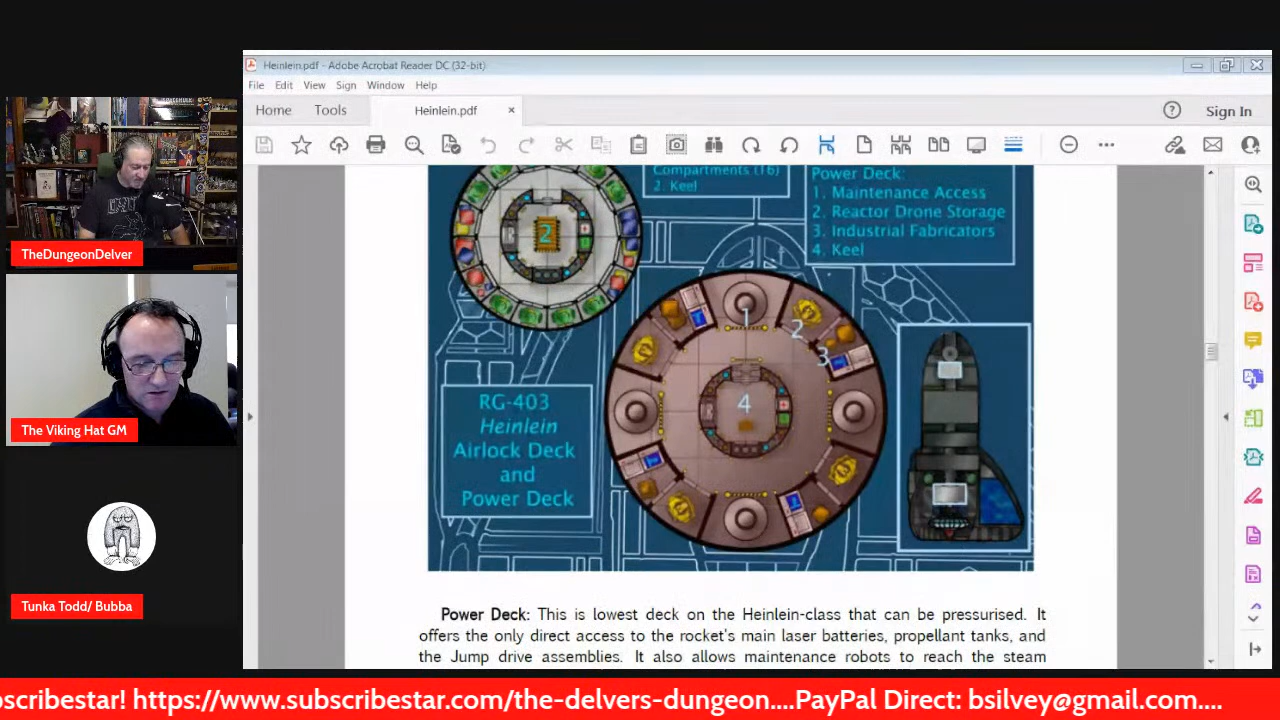 Heinlein.pdf - Adobe Acrobat Reader DC (32-bit)
File Edit View Sign Window Help
Home Tools Heinlein.pdf × Sign In
TheDungeonDelver
The Viking Hat GM
Tunka Todd/ Bubba
Compartments (16)
2. Keel
Power Deck:
1. Maintenance Access
2. Reactor Drone Storage
3. Industrial Fabricators
4. Keel
2
1
2
3
4
RG-403
Heinlein
Airlock Deck
and
Power Deck
Power Deck: This is lowest deck on the Heinlein-class that can be pressurised. It
offers the only direct access to the rocket's main laser batteries, propellant tanks, and
the Jump drive assemblies. It also allows maintenance robots to reach the steam
bscribestar! https://www.subscribestar.com/the-delvers-dungeon....PayPal Direct: bsilvey@gmail.com....